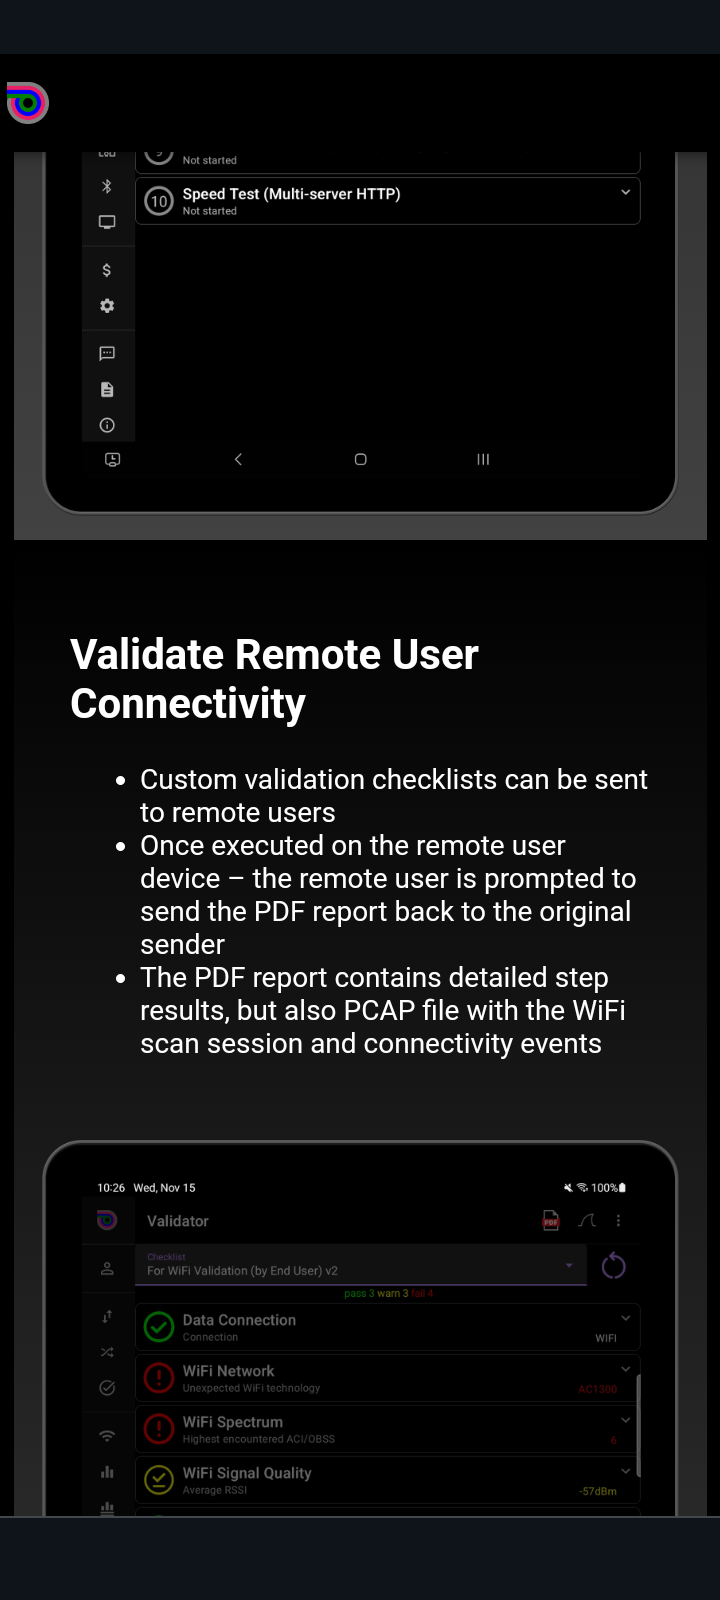 Not started
10 Speed Test (Multi-server HTTP)
Not started
Validate Remote User
Connectivity
• Custom validation checklists can be sent
to remote users
• Once executed on the remote user
device – the remote user is prompted to
send the PDF report back to the original
sender
• The PDF report contains detailed step
results, but also PCAP file with the WiFi
scan session and connectivity events
10:26 Wed, Nov 15 100%
Validator PDF
Checklist
For WiFi Validation (by End User) v2
pass 3 warn 3 fail 4
Data Connection
Connection WIFI
WiFi Network
Unexpected WiFi technology AC1300
WiFi Spectrum
Highest encountered ACI/OBSS 6
WiFi Signal Quality
Average RSSI -57dBm